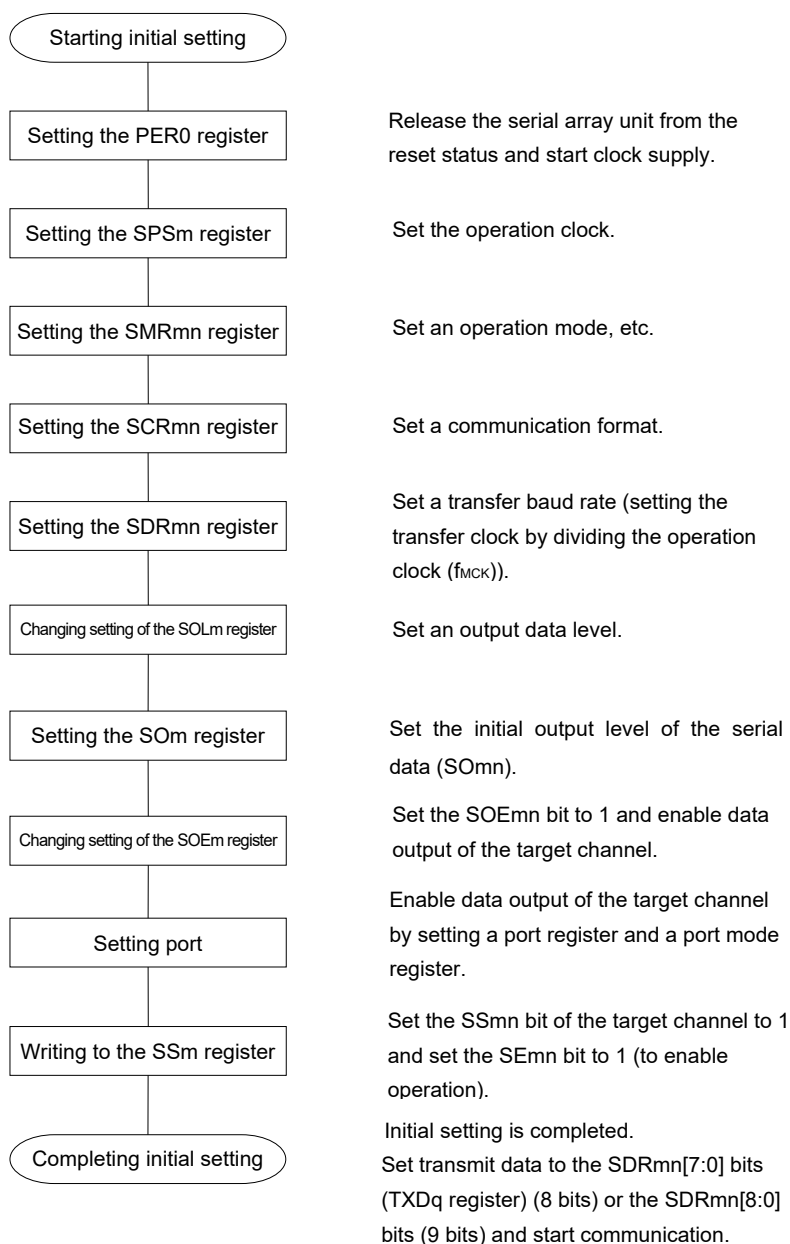 Starting initial setting
Setting the PER0 register
Release the serial array unit from the
reset status and start clock supply.
Setting the SPSm register
Set the operation clock.
Setting the SMRmn register
Set an operation mode, etc.
Setting the SCRmn register
Set a communication format.
Setting the SDRmn register
Set a transfer baud rate (setting the
transfer clock by dividing the operation
clock (fMCK)).
Changing setting of the SOLm register
Set an output data level.
Setting the SOm register
Set the initial output level of the serial
data (SOmn).
Changing setting of the SOEm register
Set the SOEmn bit to 1 and enable data
output of the target channel.
Setting port
Enable data output of the target channel
by setting a port register and a port mode
register.
Writing to the SSm register
Set the SSmn bit of the target channel to 1
and set the SEmn bit to 1 (to enable
operation).
Completing initial setting
Initial setting is completed.
Set transmit data to the SDRmn[7:0] bits
(TXDq register) (8 bits) or the SDRmn[8:0]
bits (9 bits) and start communication.